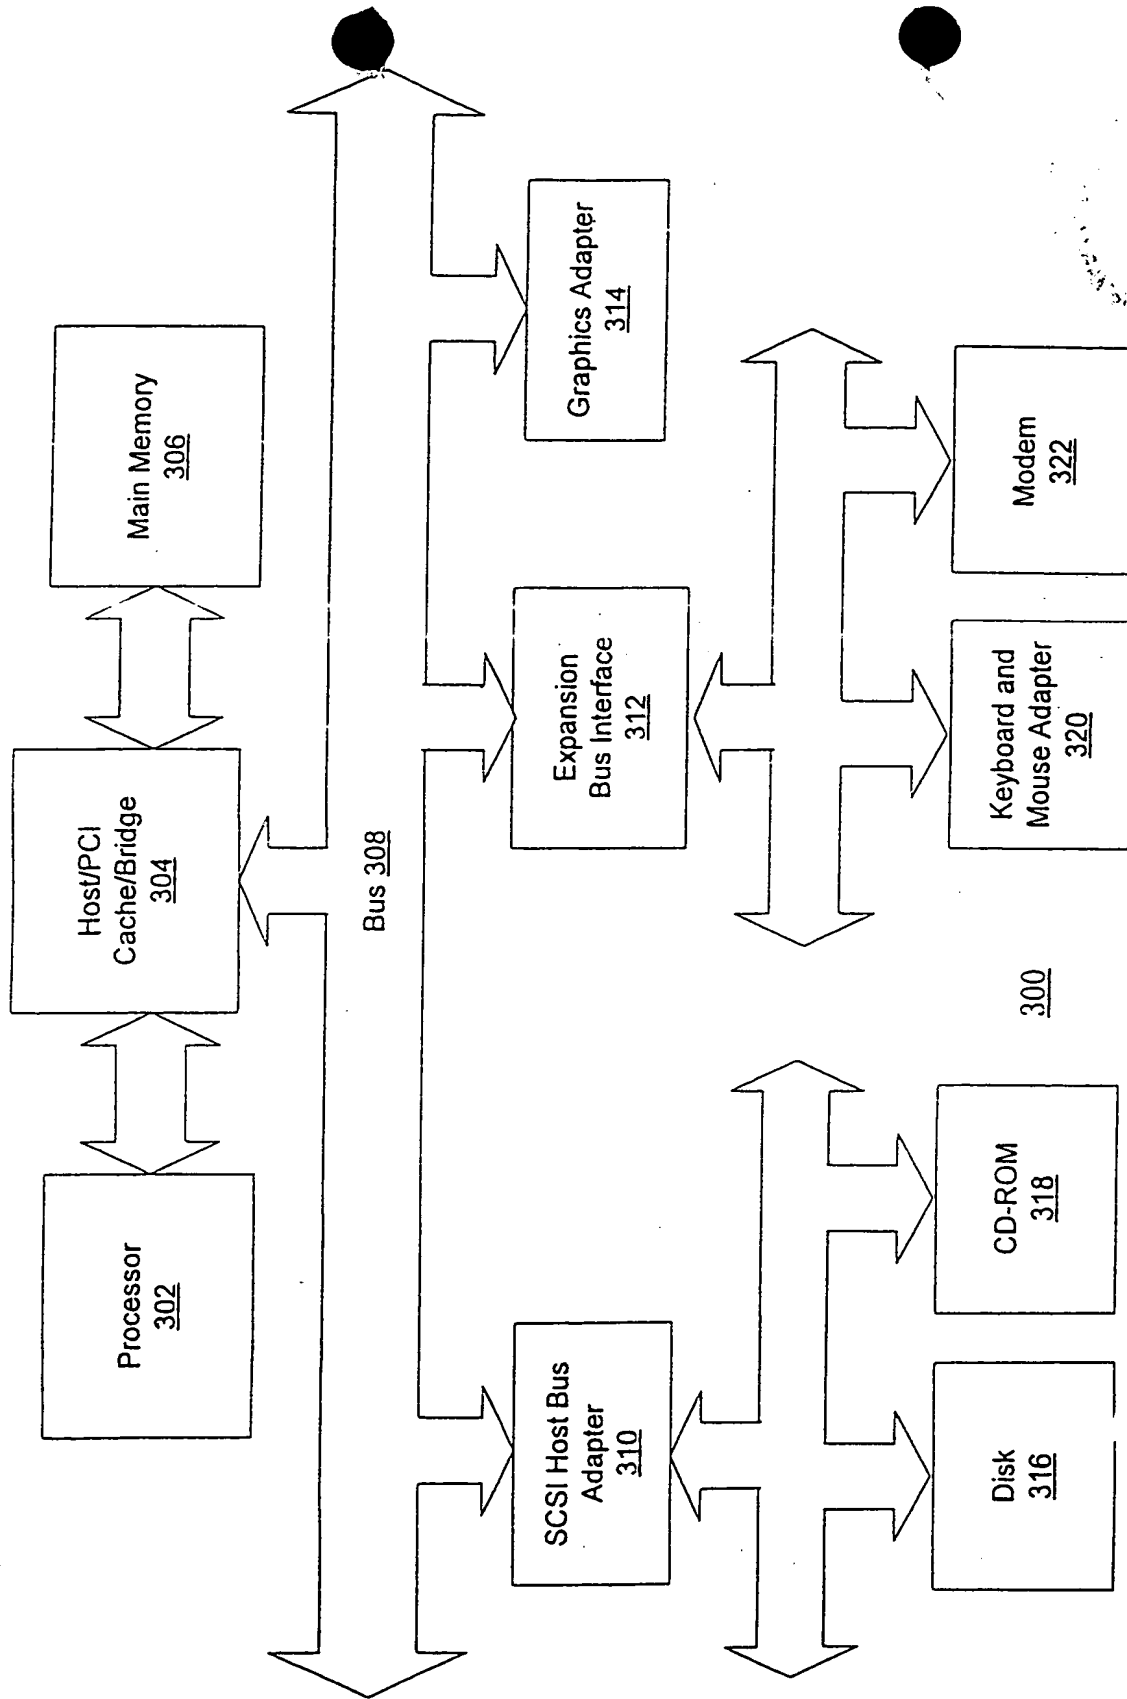 Processor
302
Host/PCI
Cache/Bridge
304
Main Memory
306
Bus 308
SCSI Host Bus
Adapter
310
Expansion
Bus Interface
312
Graphics Adapter
314
Disk
316
CD-ROM
318
300
Keyboard and
Mouse Adapter
320
Modem
322